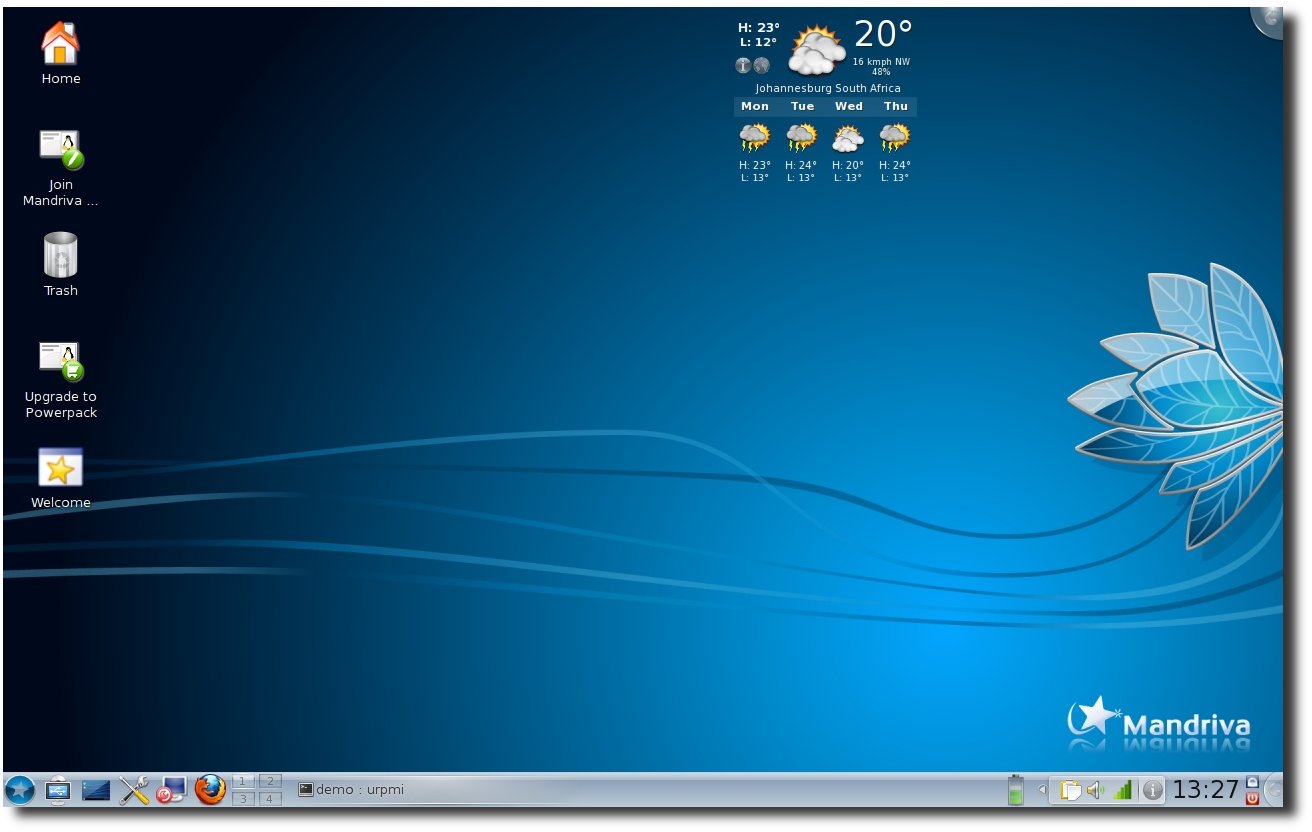 Home
Join
Mandriva ...
Trash
Upgrade to
Powerpack
Welcome
H: 23°
L: 12°
20°
16 kmph NW
48%
Johannesburg South Africa
Mon Tue Wed Thu
H: 23° H: 24° H: 20° H: 24°
L: 13° L: 13° L: 13° L: 13°
Mandriva
1 2
3 4
demo : urpmi
13:27